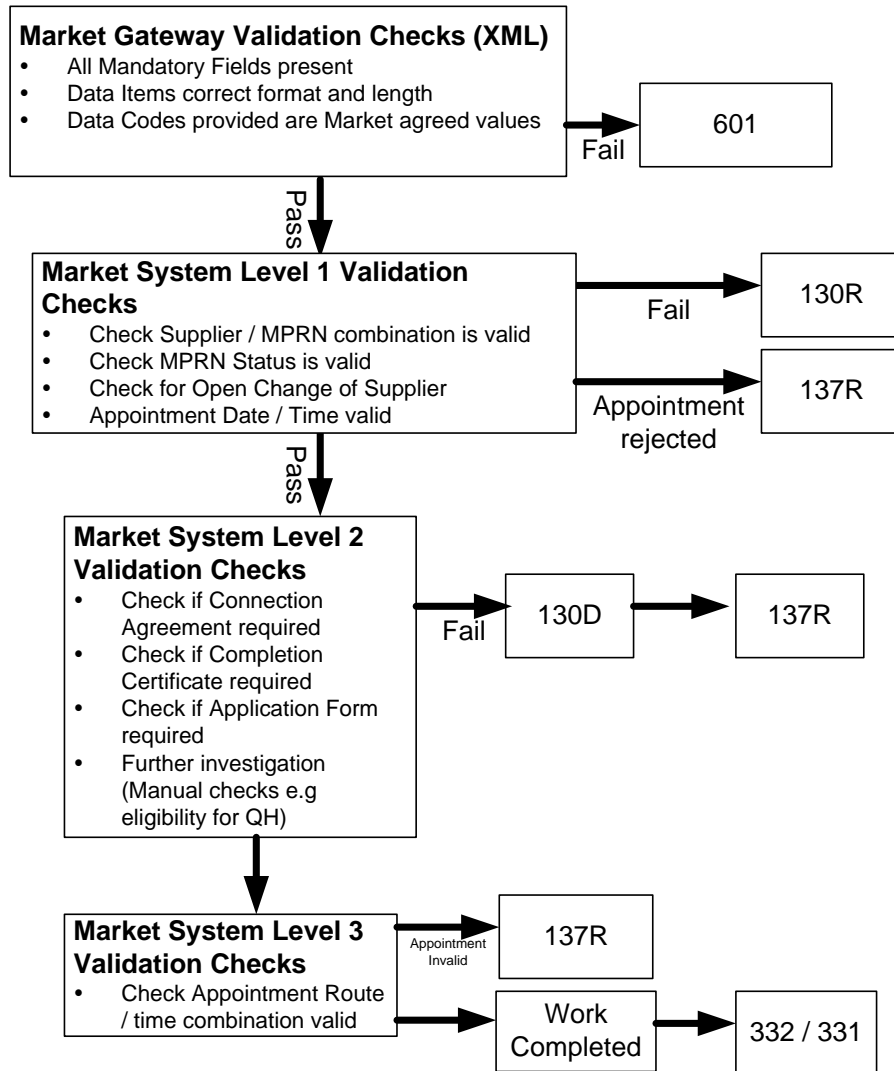 Market Gateway Validation Checks (XML)
• All Mandatory Fields present
• Data Items correct format and length
• Data Codes provided are Market agreed values
Fail
601
Pass
Market System Level 1 Validation
Checks
• Check Supplier / MPRN combination is valid
• Check MPRN Status is valid
• Check for Open Change of Supplier
• Appointment Date / Time valid
Fail
130R
Appointment
rejected
137R
Pass
Market System Level 2
Validation Checks
• Check if Connection
Agreement required
• Check if Completion
Certificate required
• Check if Application Form
required
• Further investigation
(Manual checks e.g
eligibility for QH)
Fail
130D
137R
Market System Level 3
Validation Checks
• Check Appointment Route
/ time combination valid
Appointment
Invalid
137R
Work
Completed
332 / 331